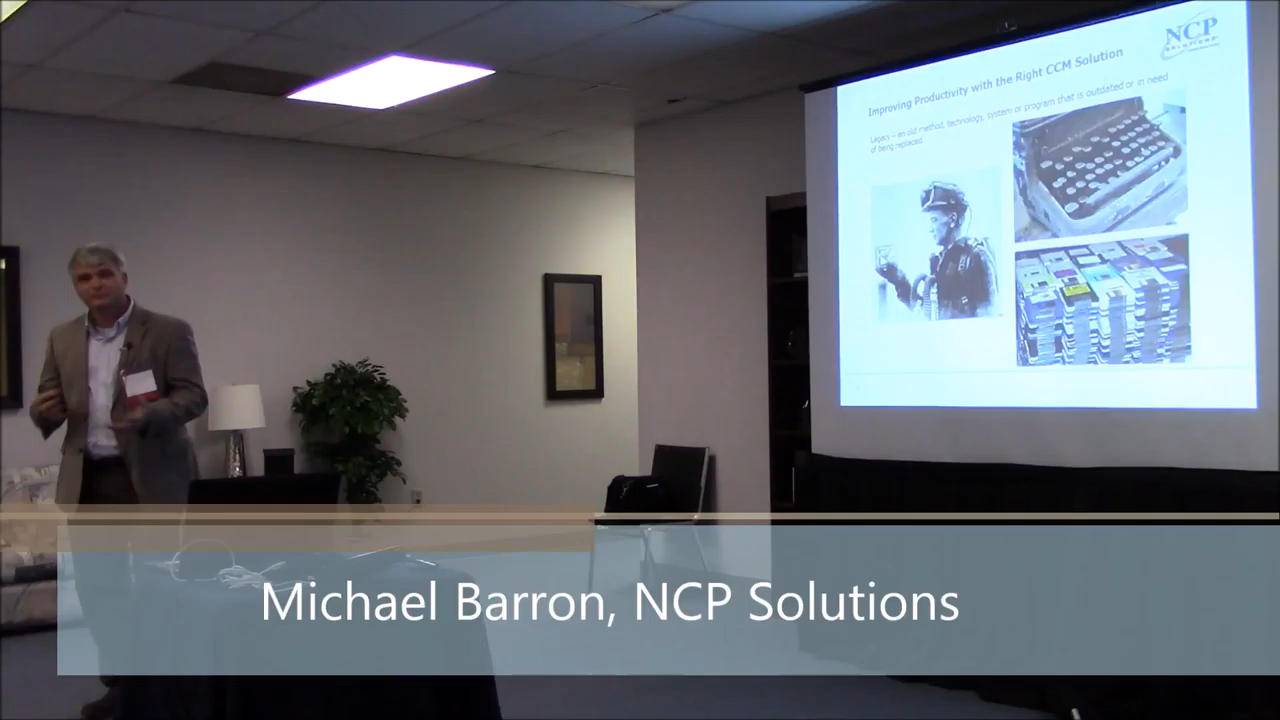 NCP
SOLUTIONS
Improving Productivity with the Right CCM Solution
Legacy – an old method, technology, system or program that is outdated or in need
of being replaced
Michael Barron, NCP Solutions